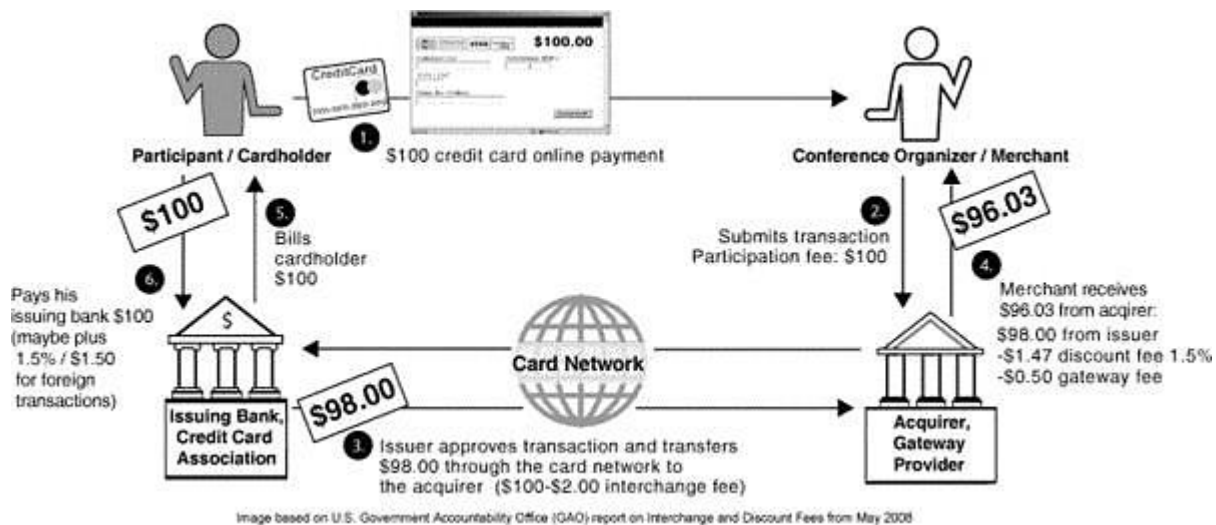 $100.00
CreditCard
1.
$100 credit card online payment
Participant / Cardholder
Conference Organizer / Merchant
$100
5.
Bills
cardholder
$100
2.
Submits transaction
Participation fee: $100
$96.03
4.
Merchant receives
$96.03 from acqirer:
$98.00 from issuer
-$1.47 discount fee 1.5%
-$0.50 gateway fee
6.
Pays his
issuing bank $100
(maybe plus
1.5% / $1.50
for foreign
transactions)
$
Card Network
Issuing Bank,
Credit Card
Association
$98.00
3.
Issuer approves transaction and transfers
$98.00 through the card network to
the acquirer ($100-$2.00 interchange fee)
Acquirer,
Gateway
Provider
Image based on U.S. Government Accountability Office (GAO) report on Interchange and Discount Fees from May 2008